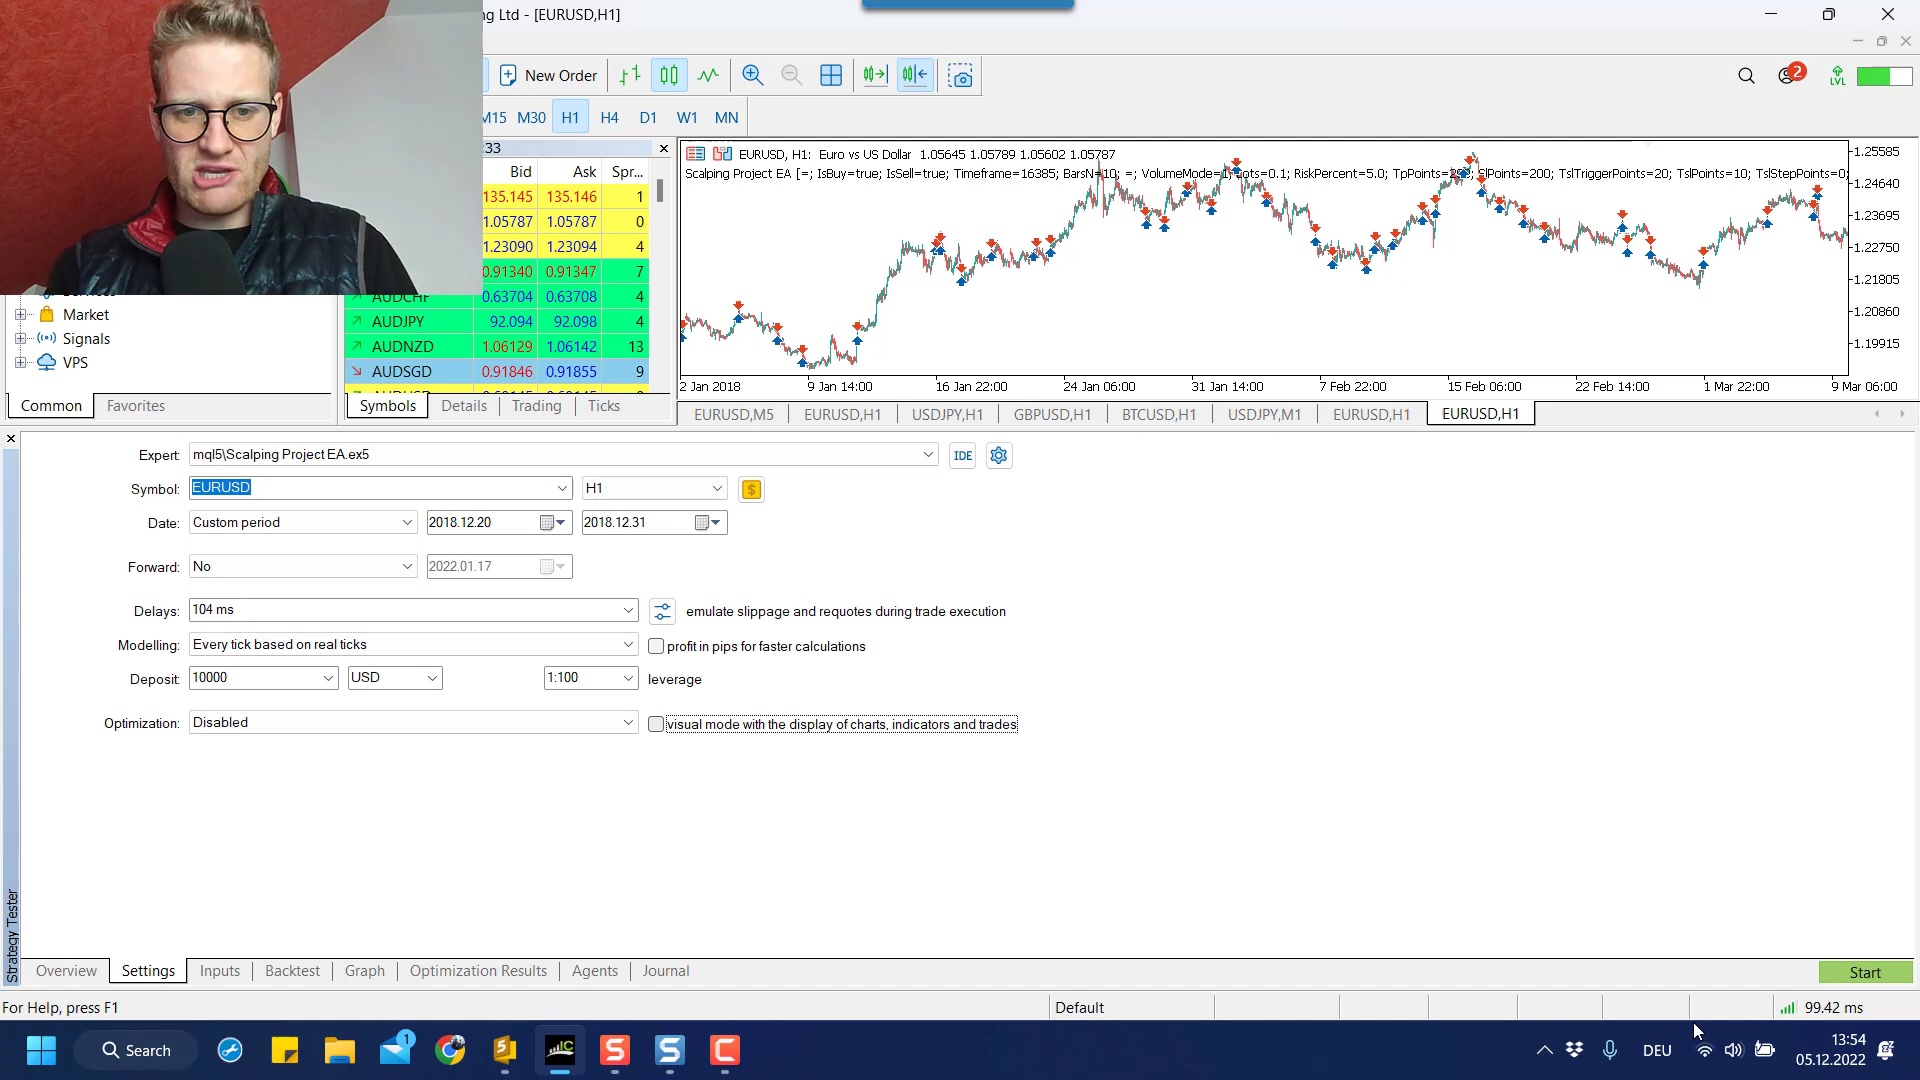 ng Ltd - [EURUSD,H1]
New Order
2
LVL
M15 M30 H1 H4 D1 W1 MN
:33
Bid Ask Spr...
135.145 135.146 1
1.05787 1.05787 0
1.23090 1.23094 4
0.91340 0.91347 7
AUDCHF 0.63704 0.63708 4
AUDJPY 92.094 92.098 4
AUDNZD 1.06129 1.06142 13
AUDSGD 0.91846 0.91855 9
Market
Signals
VPS
Common Favorites
Symbols Details Trading Ticks
EURUSD, H1: Euro vs US Dollar 1.05645 1.05789 1.05602 1.05787
Scalping Project EA [=; IsBuy=true; IsSell=true; Timeframe=16385; BarsN=10; =; VolumeMode=1; Lots=0.1; RiskPercent=5.0; TpPoints= SlPoints=200; TslTriggerPoints=20; TslPoints=10; TslStepPoints=0;
1.25585
1.24640
1.23695
1.22750
1.21805
1.20860
1.19915
2 Jan 2018 9 Jan 14:00 16 Jan 22:00 24 Jan 06:00 31 Jan 14:00 7 Feb 22:00 15 Feb 06:00 22 Feb 14:00 1 Mar 22:00 9 Mar 06:00
EURUSD,M5 EURUSD,H1 USDJPY,H1 GBPUSD,H1 BTCUSD,H1 USDJPY,M1 EURUSD,H1 EURUSD,H1
Expert: mql5\Scalping Project EA.ex5 IDE
Symbol: EURUSD H1 $
Date: Custom period 2018.12.20 2018.12.31
Forward: No 2022.01.17
Delays: 104 ms emulate slippage and requotes during trade execution
Modelling: Every tick based on real ticks profit in pips for faster calculations
Deposit: 10000 USD 1:100 leverage
Optimization: Disabled visual mode with the display of charts, indicators and trades
Strategy Tester
Overview Settings Inputs Backtest Graph Optimization Results Agents Journal Start
For Help, press F1 Default 99.42 ms
Search 1 5 IC S S C DEU 13:54
05.12.2022